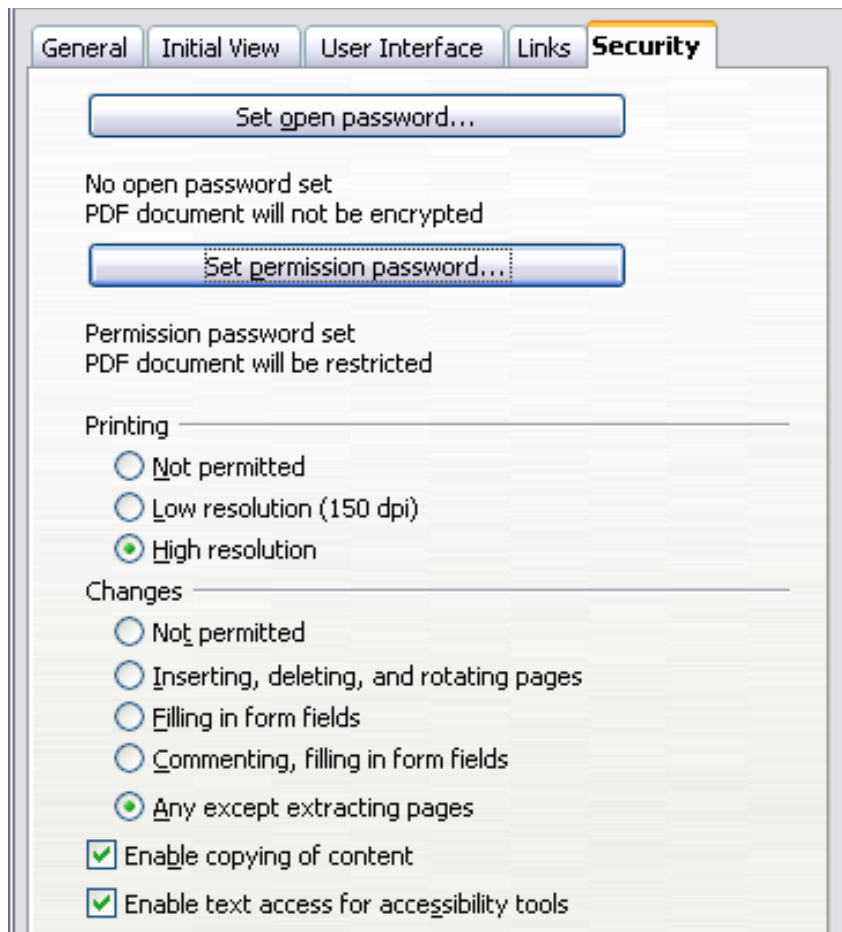 General Initial View User Interface Links Security
Set open password...
No open password set
PDF document will not be encrypted
Set permission password...
Permission password set
PDF document will be restricted
Printing
Not permitted
Low resolution (150 dpi)
High resolution
Changes
Not permitted
Inserting, deleting, and rotating pages
Filling in form fields
Commenting, filling in form fields
Any except extracting pages
Enable copying of content
Enable text access for accessibility tools